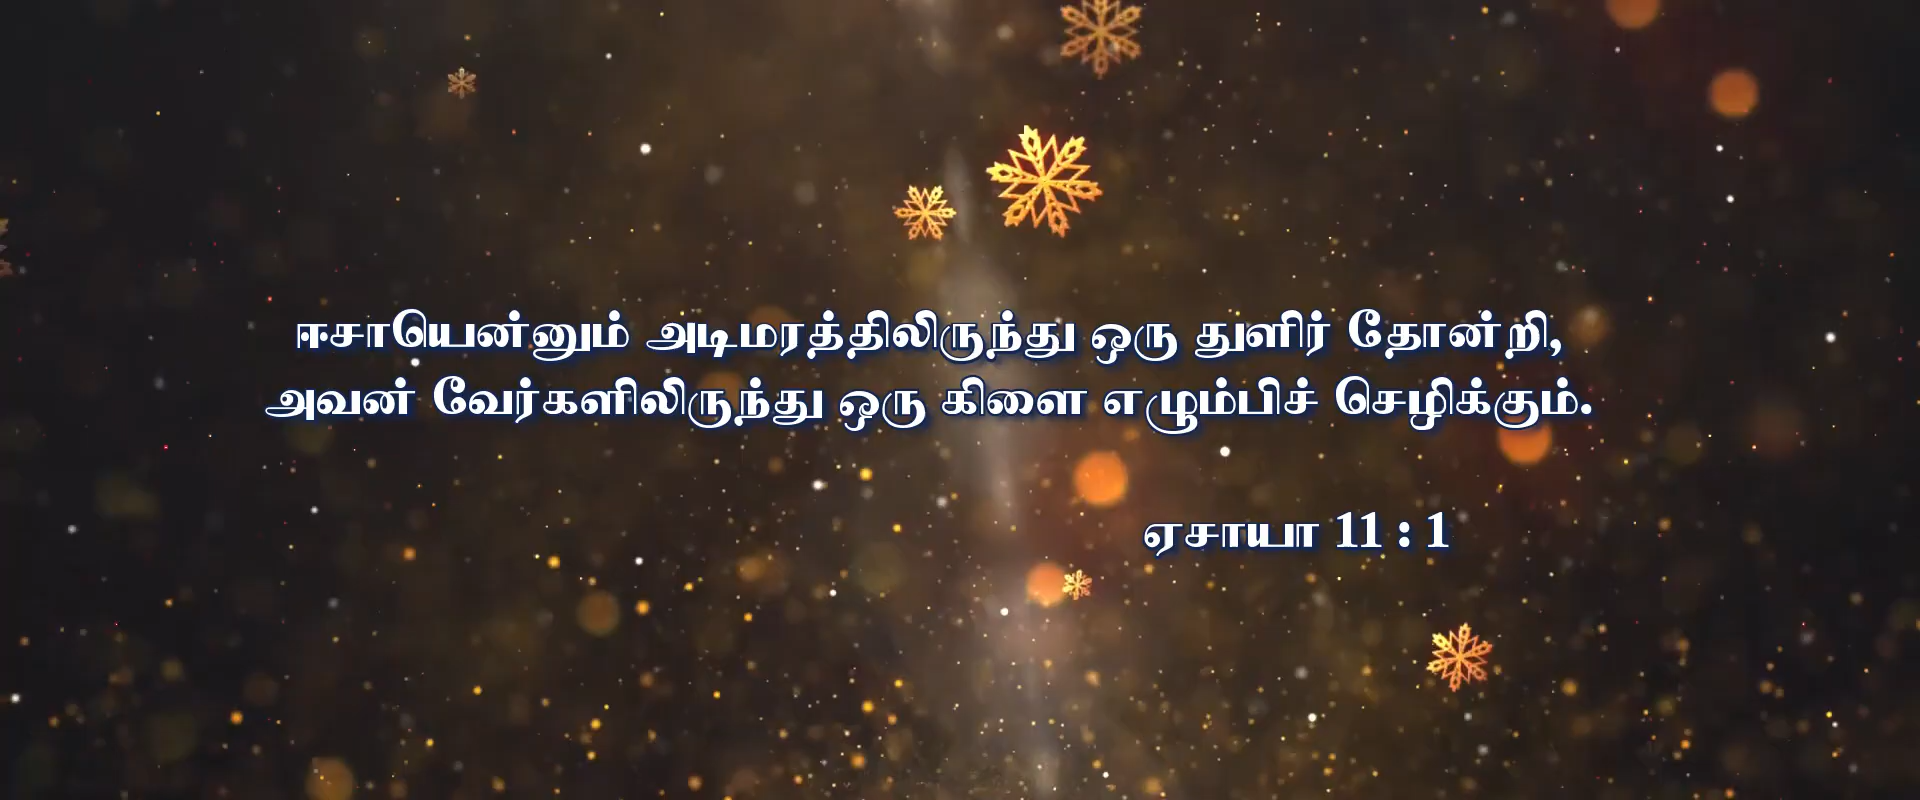 ஈசாயென்னும் அடிமரத்திலிருந்து ஒரு துளிர் தோன்றி,
அவன் வேர்களிலிருந்து ஒரு கிளை எழும்பிச் செழிக்கும்.
ஏசாயா 11 : 1